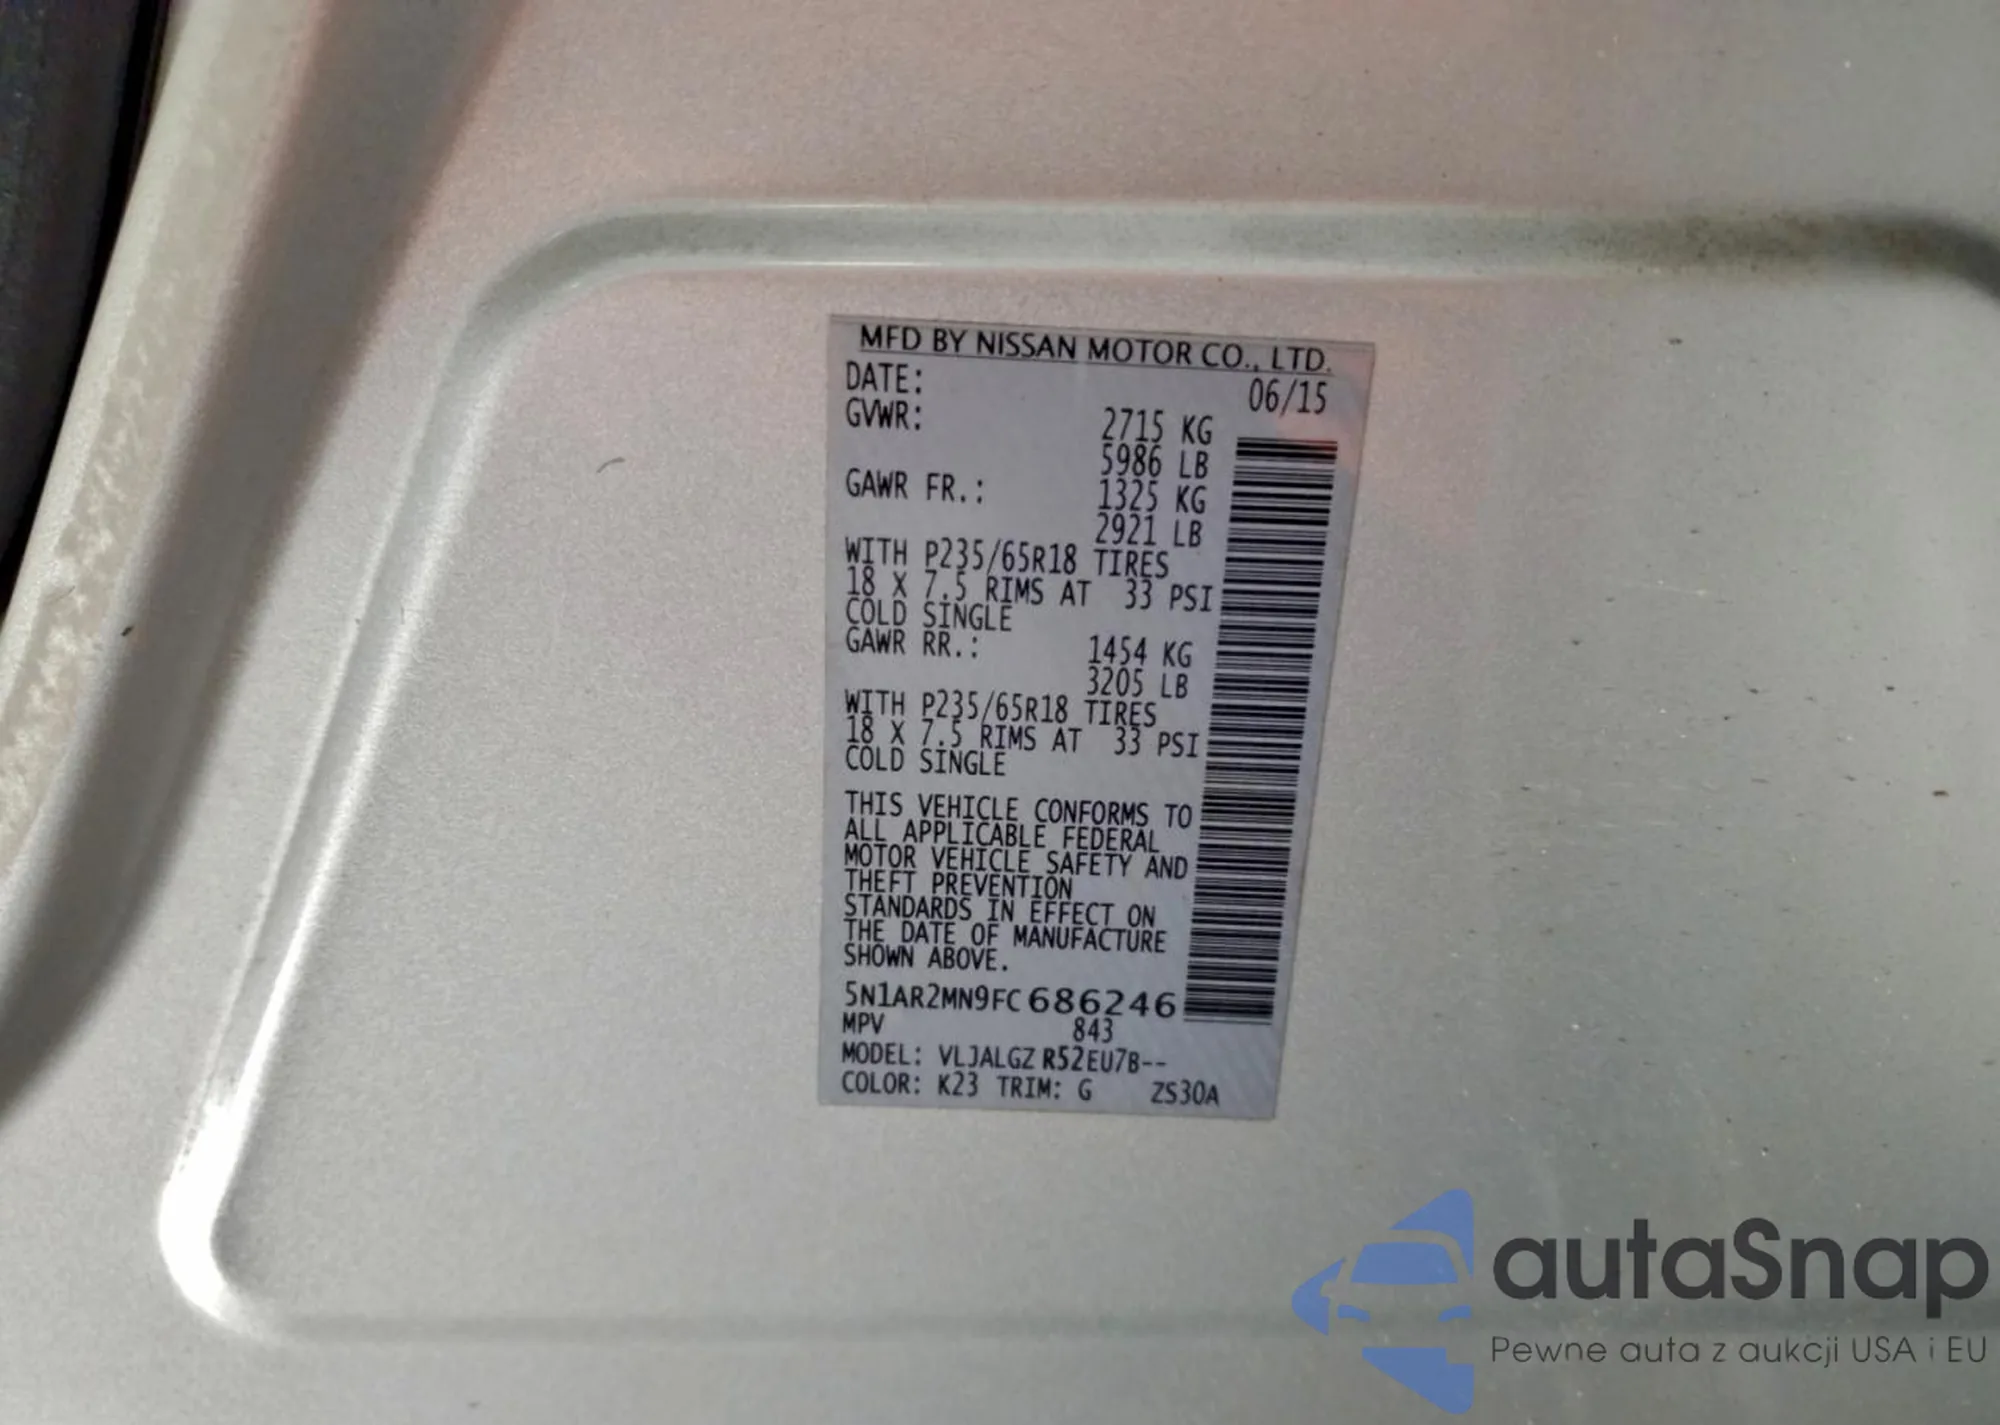 MFD BY NISSAN MOTOR CO., LTD.
DATE: 06/15
GVWR: 2715 KG
5986 LB
GAWR FR.: 1325 KG
2921 LB
WITH P235/65R18 TIRES
18 X 7.5 RIMS AT 33 PSI
COLD SINGLE
GAWR RR.: 1454 KG
3205 LB
WITH P235/65R18 TIRES
18 X 7.5 RIMS AT 33 PSI
COLD SINGLE
THIS VEHICLE CONFORMS TO
ALL APPLICABLE FEDERAL
MOTOR VEHICLE SAFETY AND
THEFT PREVENTION
STANDARDS IN EFFECT ON
THE DATE OF MANUFACTURE
SHOWN ABOVE.
5N1AR2MN9FC686246
MPV 843
MODEL: VLJALGZ R52EU7B--
COLOR: K23 TRIM: G ZS30A
autaSnap
Pewne auta z aukcji USA i EU